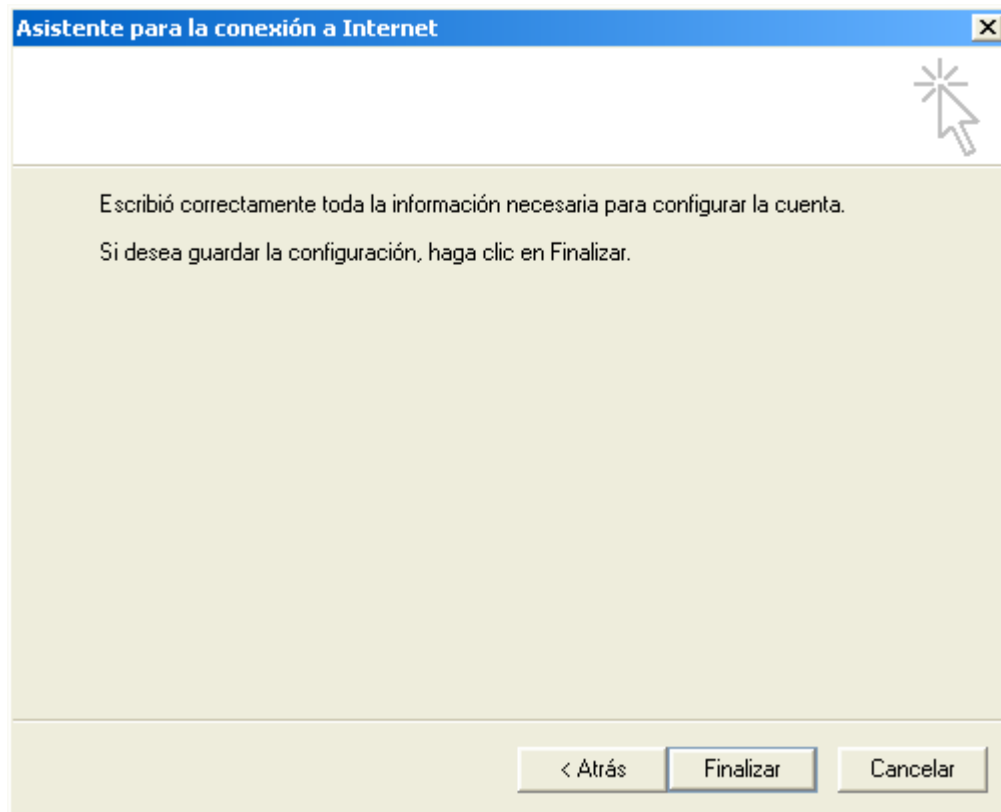 Asistente para la conexión a Internet
Escribió correctamente toda la información necesaria para configurar la cuenta.
Si desea guardar la configuración, haga clic en Finalizar.
< Atrás Finalizar Cancelar